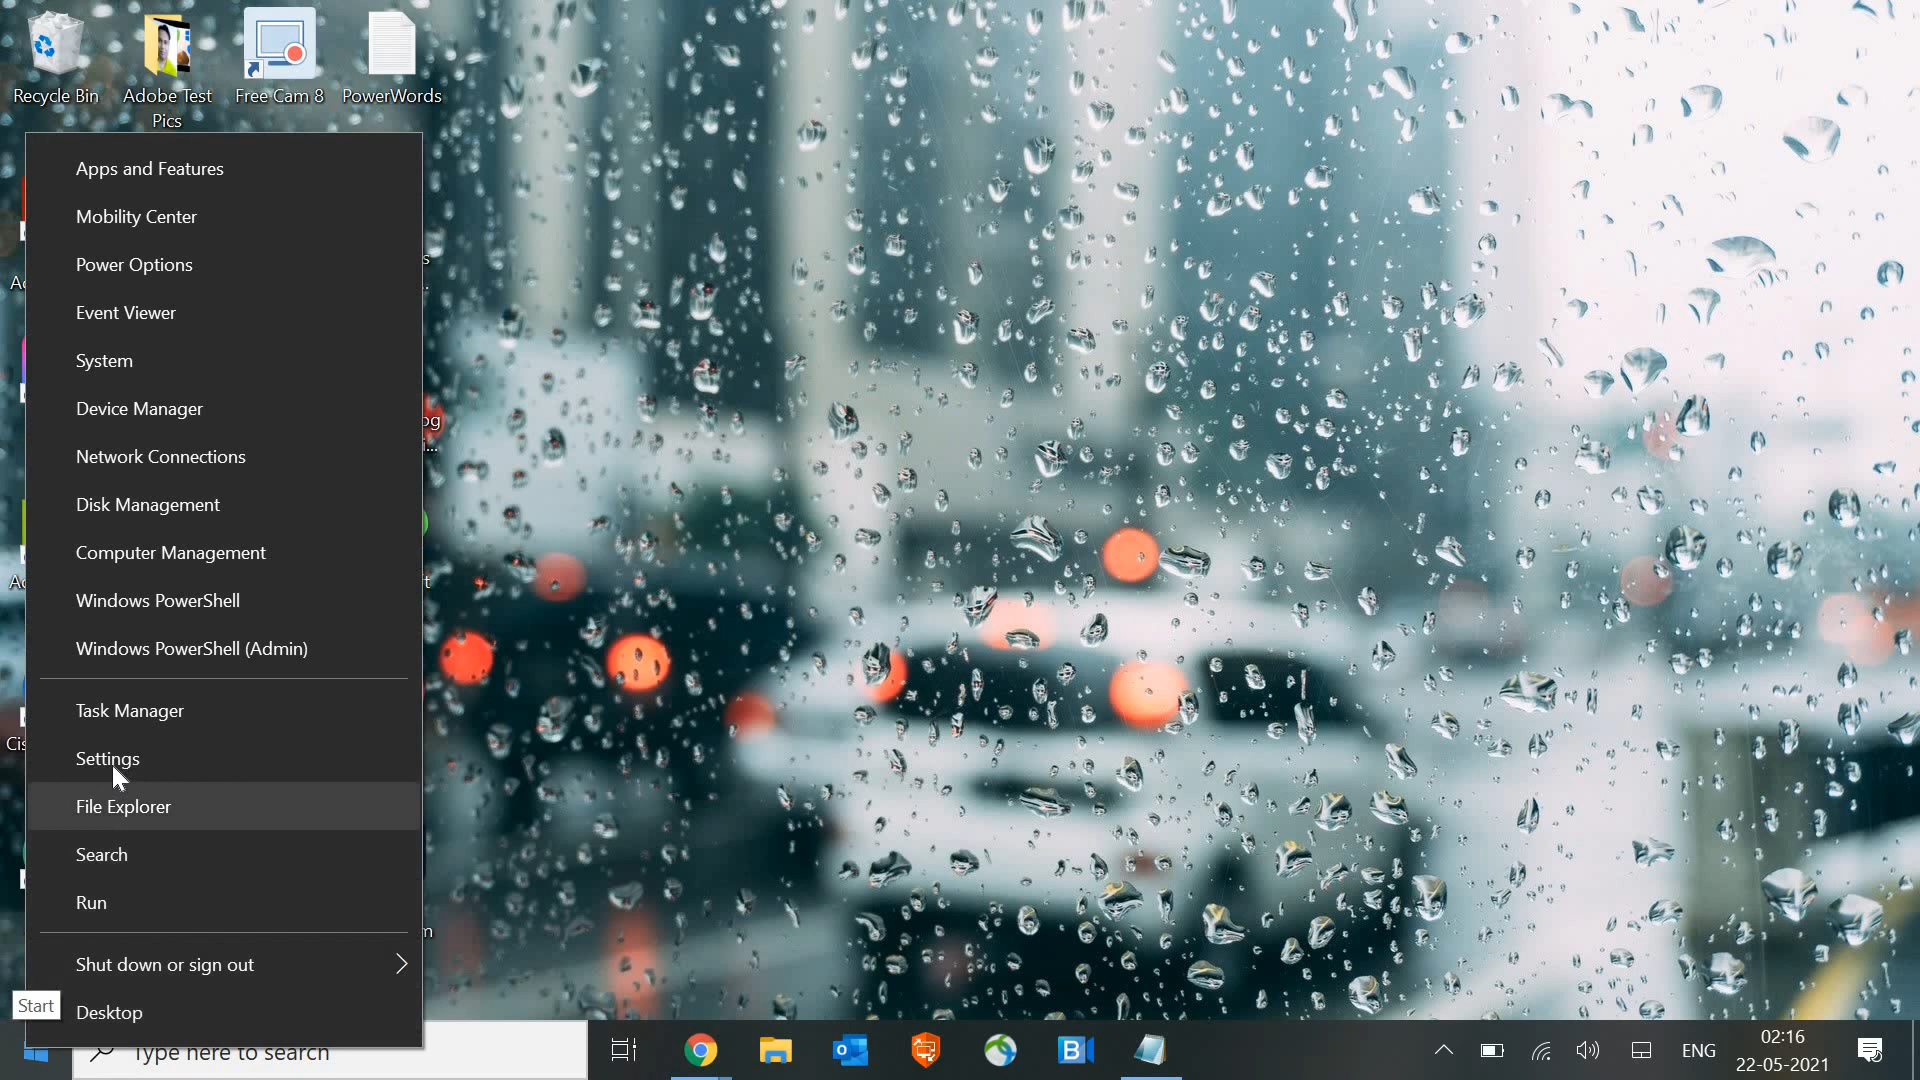 Recycle Bin
Adobe Test
Pics
Free Cam 8
PowerWords
Apps and Features
Mobility Center
Power Options
Event Viewer
System
Device Manager
Network Connections
Disk Management
Computer Management
Windows PowerShell
Windows PowerShell (Admin)
Task Manager
Settings
File Explorer
Search
Run
Shut down or sign out
Desktop
Start
Type here to search
ENG
02:16
22-05-2021